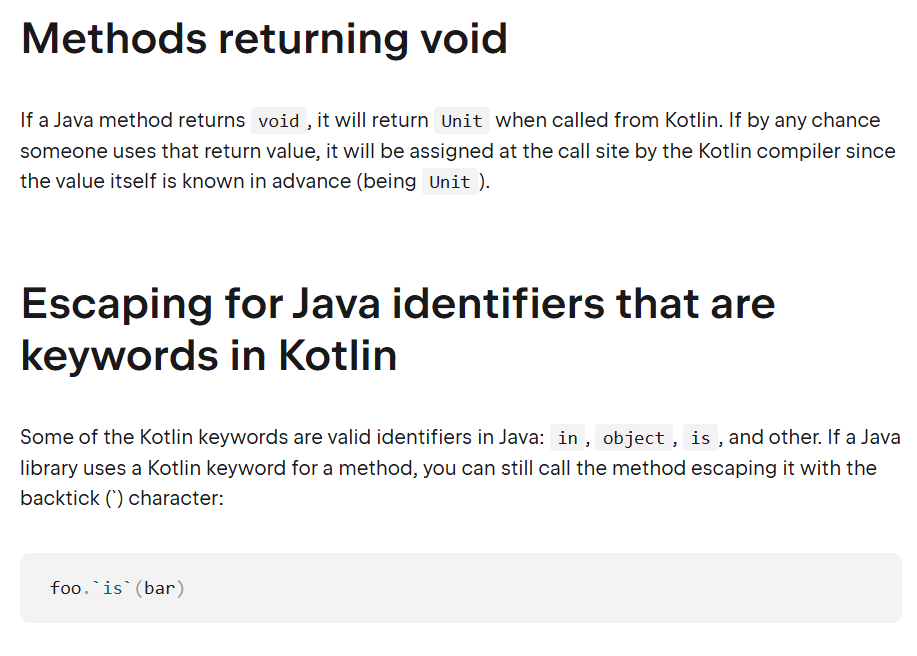 Methods returning void
If a Java method returns void, it will return Unit when called from Kotlin. If by any chance
someone uses that return value, it will be assigned at the call site by the Kotlin compiler since
the value itself is known in advance (being Unit).
Escaping for Java identifiers that are
keywords in Kotlin
Some of the Kotlin keywords are valid identifiers in Java: in, object, is, and other. If a Java
library uses a Kotlin keyword for a method, you can still call the method escaping it with the
backtick (`) character:
foo.`is`(bar)